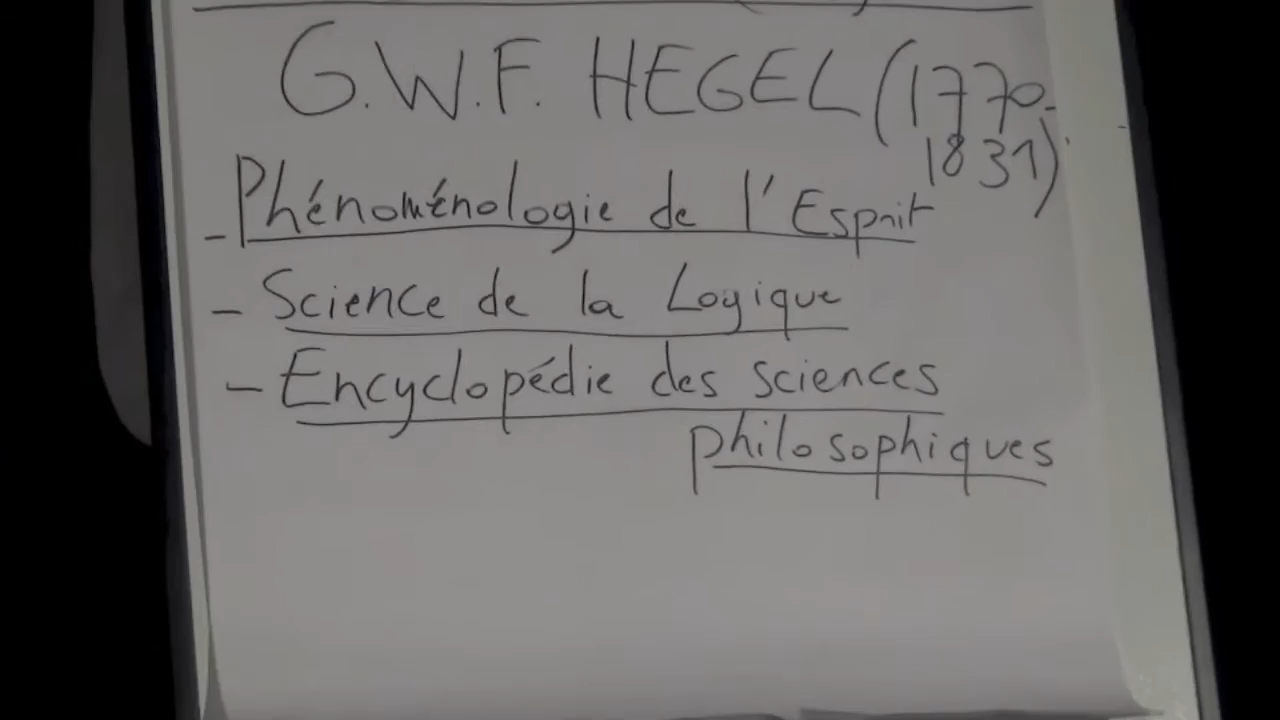 G.W.F. HEGEL (1770-
1831)
- Phénoménologie de l'Esprit
- Science de la Logique
- Encyclopédie des sciences
philosophiques